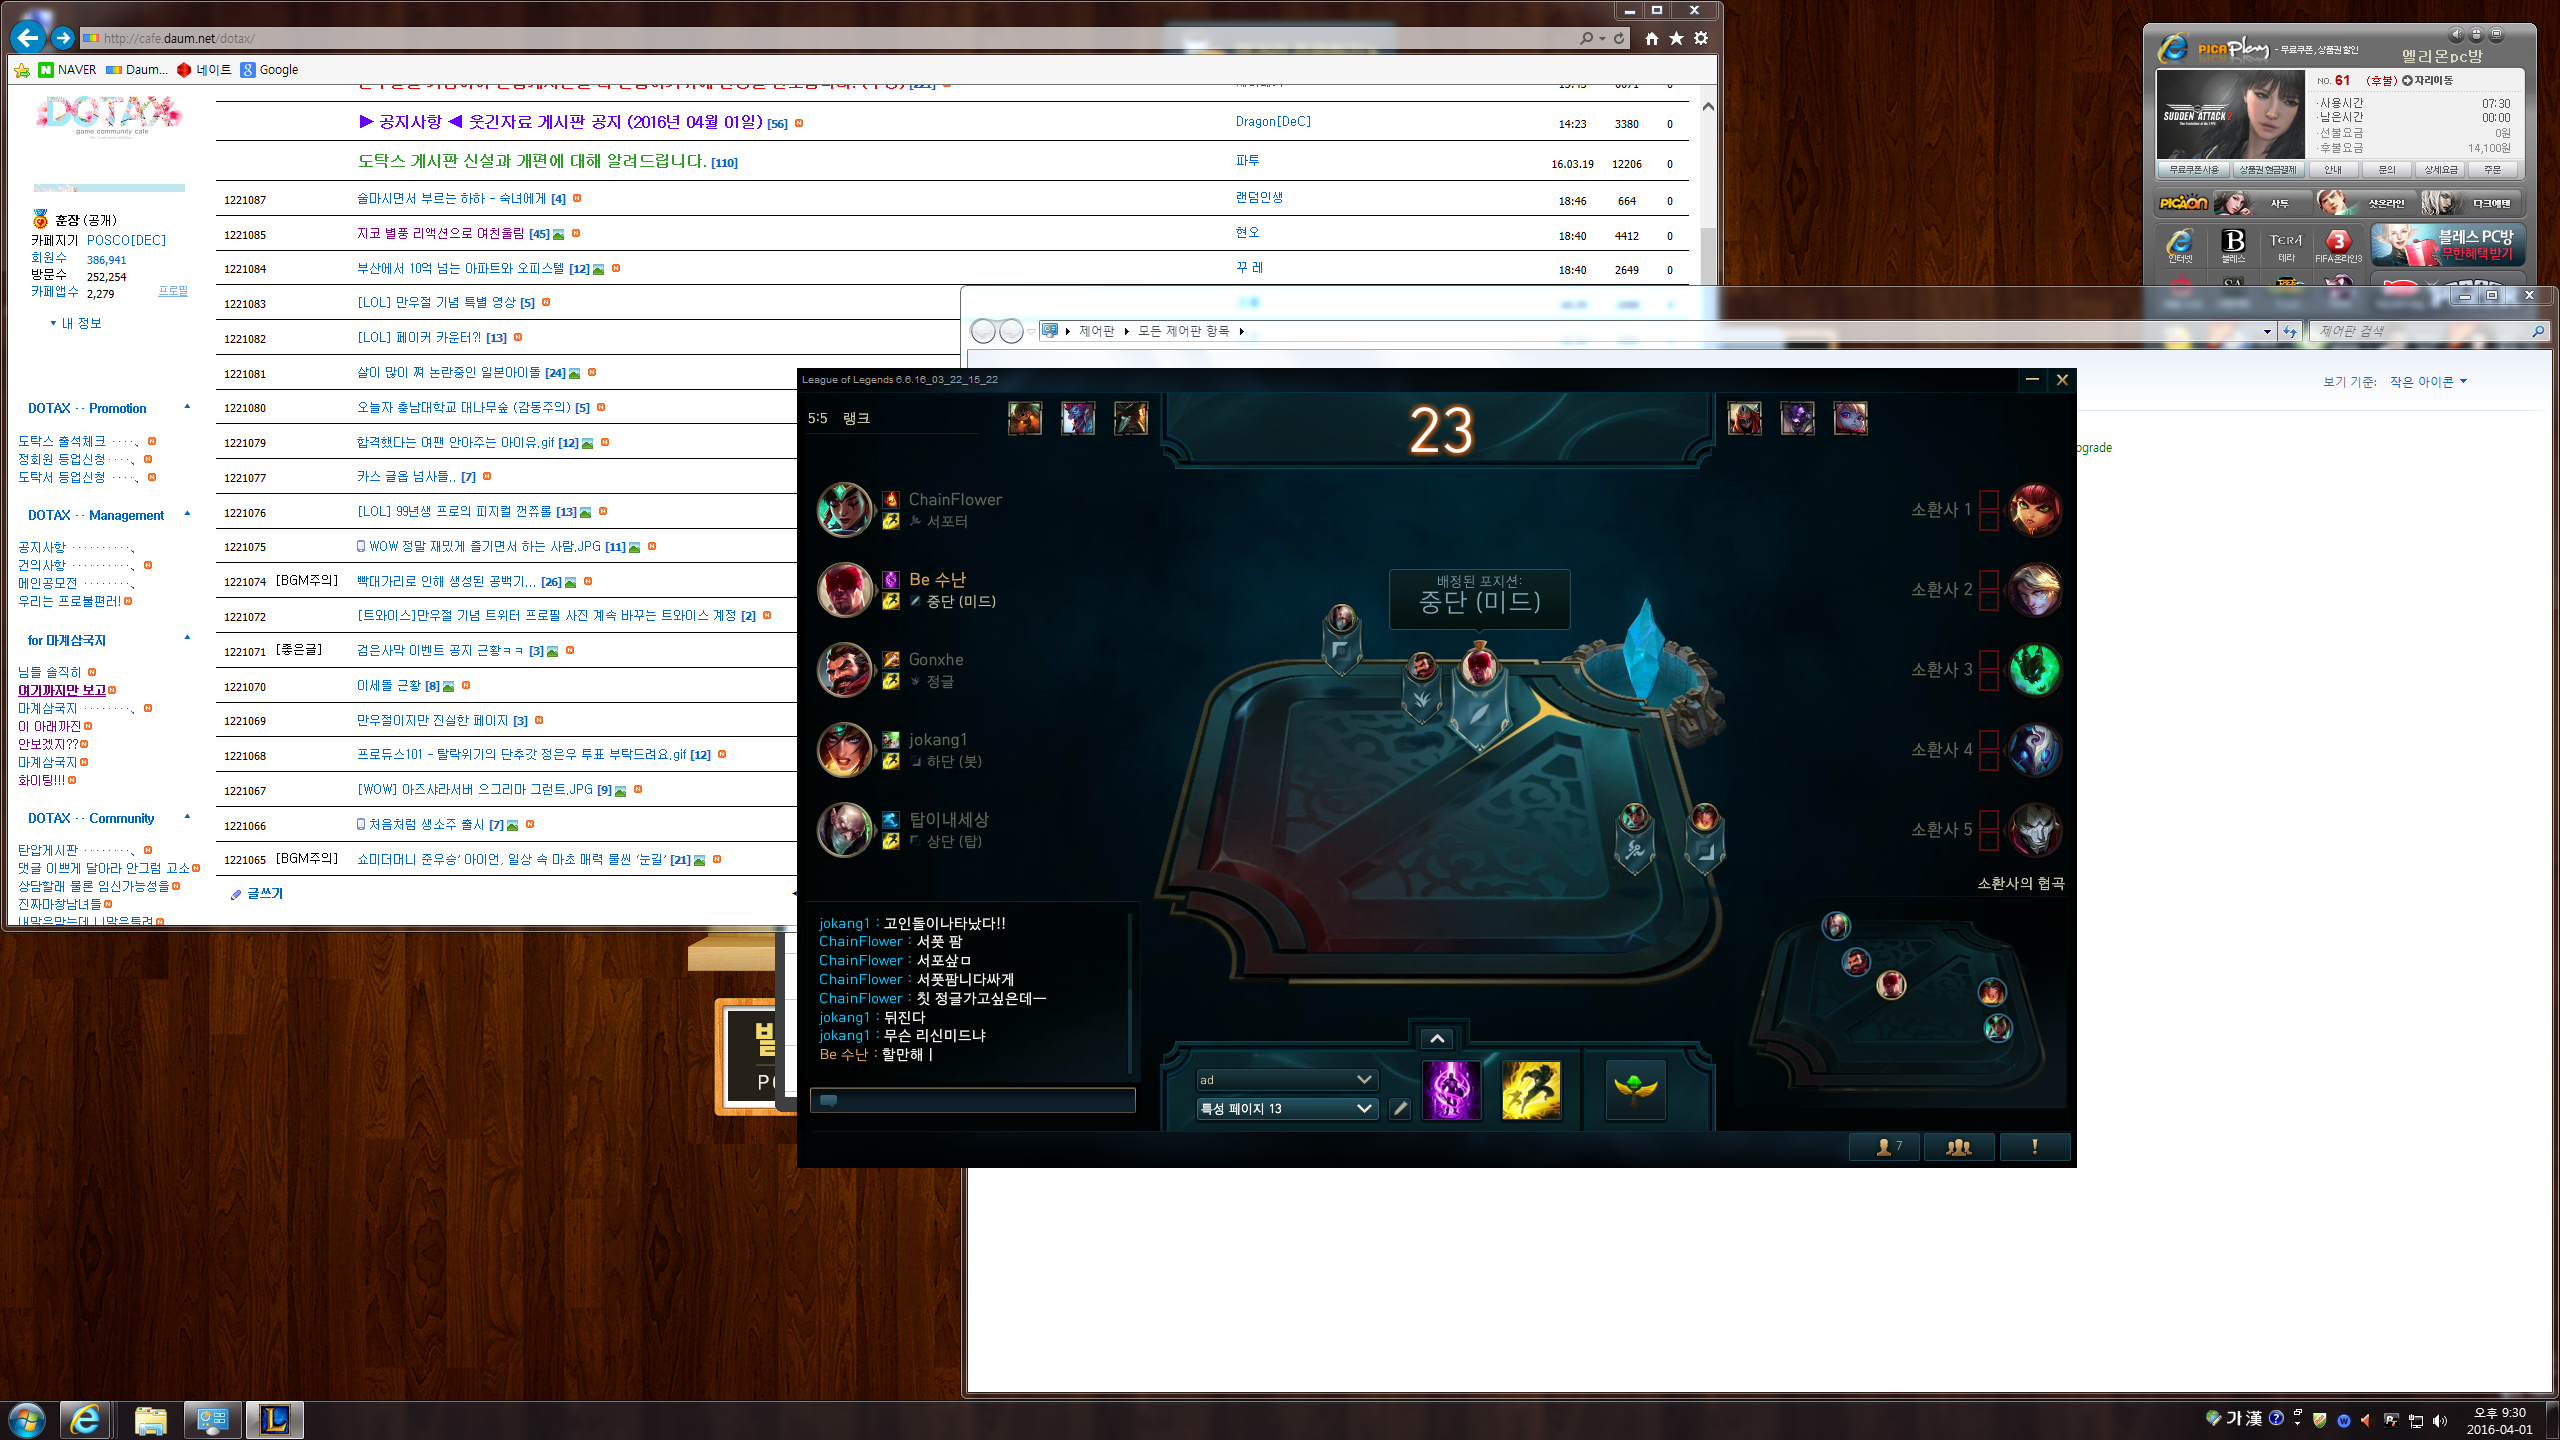 http://cafe.daum.net/dotax/
NAVER
Daum...
네이트
Google
DOTAX
game community cafe
훈장 (공개)
카페지기 POSCO[DEC]
회원수 386,941
방문수 252,254
카페앱수 2,279 프로필
내 정보
DOTAX ·· Promotion
도탁스 출석체크 ····、
정회원 등업신청····、
도탁서 등업신청 ····、
DOTAX ·· Management
공지사항 ··········、
건의사항 ··········、
메인공모전 ········、
우리는 프로불편러!
for 마계삼국지
님들 솔직히
여기까지만 보고
마계삼국지 ········、
이 아래까진
안보겠지??
마계삼국지
화이팅!!!
DOTAX ·· Community
탄압게시판 ········、
댓글 이쁘게 달아라 안그럼 고소
상담할래 물론 임신가능성을
진짜마창남녀들
▶ 공지사항 ◀ 웃긴자료 게시판 공지 (2016년 04월 01일) [56] Dragon[DeC] 14:23 3380 0
도탁스 게시판 신설과 개편에 대해 알려드립니다. [110] 파투 16.03.19 12206 0
1221087 술마시면서 부르는 하하 - 숙녀에게 [4] 랜덤인생 18:46 664 0
1221085 지코 별풍 리액션으로 여친울림 [45] 현오 18:40 4412 0
1221084 부산에서 10억 넘는 아파트와 오피스텔 [12] 꾸 레 18:40 2649 0
1221083 [LOL] 만우절 기념 특별 영상 [5]
1221082 [LOL] 페이커 카운터?! [13]
1221081 살이 많이 쪄 논란중인 일본아이돌 [24]
1221080 오늘자 충남대학교 대나무숲 (감동주의) [5]
1221079 합격했다는 여팬 안아주는 아이유.gif [12]
1221077 카스 글옵 넘사들.. [7]
1221076 [LOL] 99년생 프로의 피지컬 껀쮸롤 [13]
1221075 WOW 정말 재밌게 즐기면서 하는 사람.JPG [11]
1221074 [BGM주의] 빡대가리로 인해 생성된 공백기... [26]
1221072 [트와이스]만우절 기념 트위터 프로필 사진 계속 바꾸는 트와이스 계정 [2]
1221071 [좋은글] 검은사막 이벤트 공지 근황ㅋㅋ [3]
1221070 이세돌 근황 [8]
1221069 만우절이지만 진실한 페이지 [3]
1221068 프로듀스101 - 탈락위기의 단추갓 정은우 투표 부탁드려요.gif [12]
1221067 [WOW] 아즈샤라서버 오그리마 그런트.JPG [9]
1221066 처음처럼 생소주 출시 [7]
1221065 [BGM주의] 쇼미더머니 준우승' 아이언, 일상 속 마초 매력 물씬 '눈길' [21]
글쓰기
PICAPlay - 무료쿠폰, 상품권 할인
멜리온pc방
SUDDEN ATTACK 2
NO. 61 (후불) 자리이동
·사용시간 07:30
·남은시간 00:00
·선불요금 0원
·후불요금 14,100원
무료쿠폰사용 상품권 현금결제 안내 문의 상세요금 주문
PICAON 사투 샷온라인 다크에덴
인터넷 블레스 테라 FIFA온라인3
TERA
블레스 PC방
무한혜택받기
제어판 모든 제어판 항목
제어판 검색
보기 기준: 작은 아이콘
pgrade
League of Legends 6.6.16_03_22_15_22
5:5 랭크
23
ChainFlower
서포터
Be 수난
중단 (미드)
Gonxhe
정글
jokang1
하단 (봇)
탑이내세상
상단 (탑)
배정된 포지션:
중단 (미드)
소환사 1
소환사 2
소환사 3
소환사 4
소환사 5
소환사의 협곡
jokang1 : 고인돌이나타났다!!
ChainFlower : 서폿 팜
ChainFlower : 서포샆ㅁ
ChainFlower : 서폿팜니다싸게
ChainFlower : 칫 정글가고싶은데ㅡ
jokang1 : 뒤진다
jokang1 : 무슨 리신미드냐
Be 수난 : 할만해ㅣ
ad
특성 페이지 13
7
가 漢
오후 9:30
2016-04-01